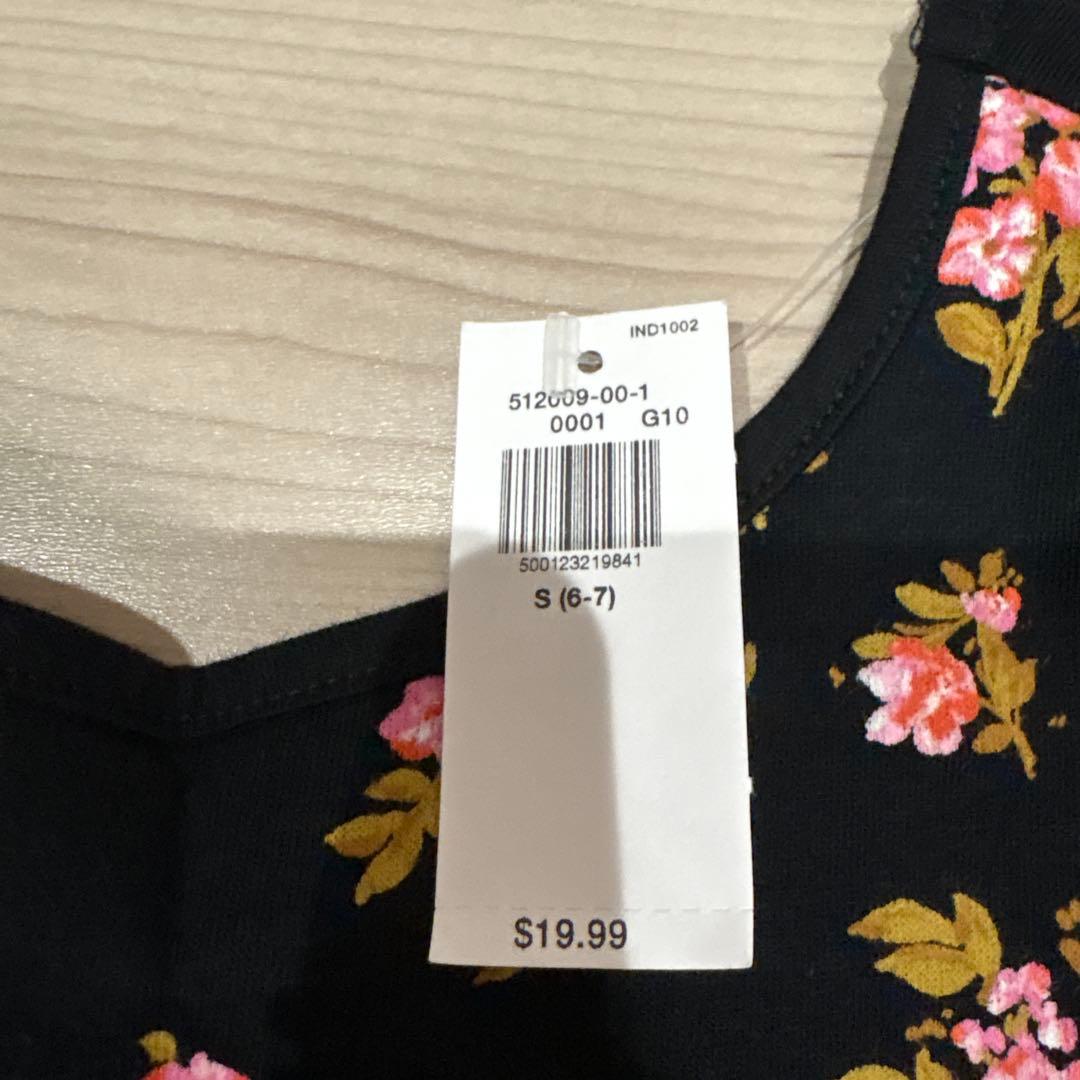 IND1002
512009-00-1
0001 G10
500123219841
S (6-7)
$19.99